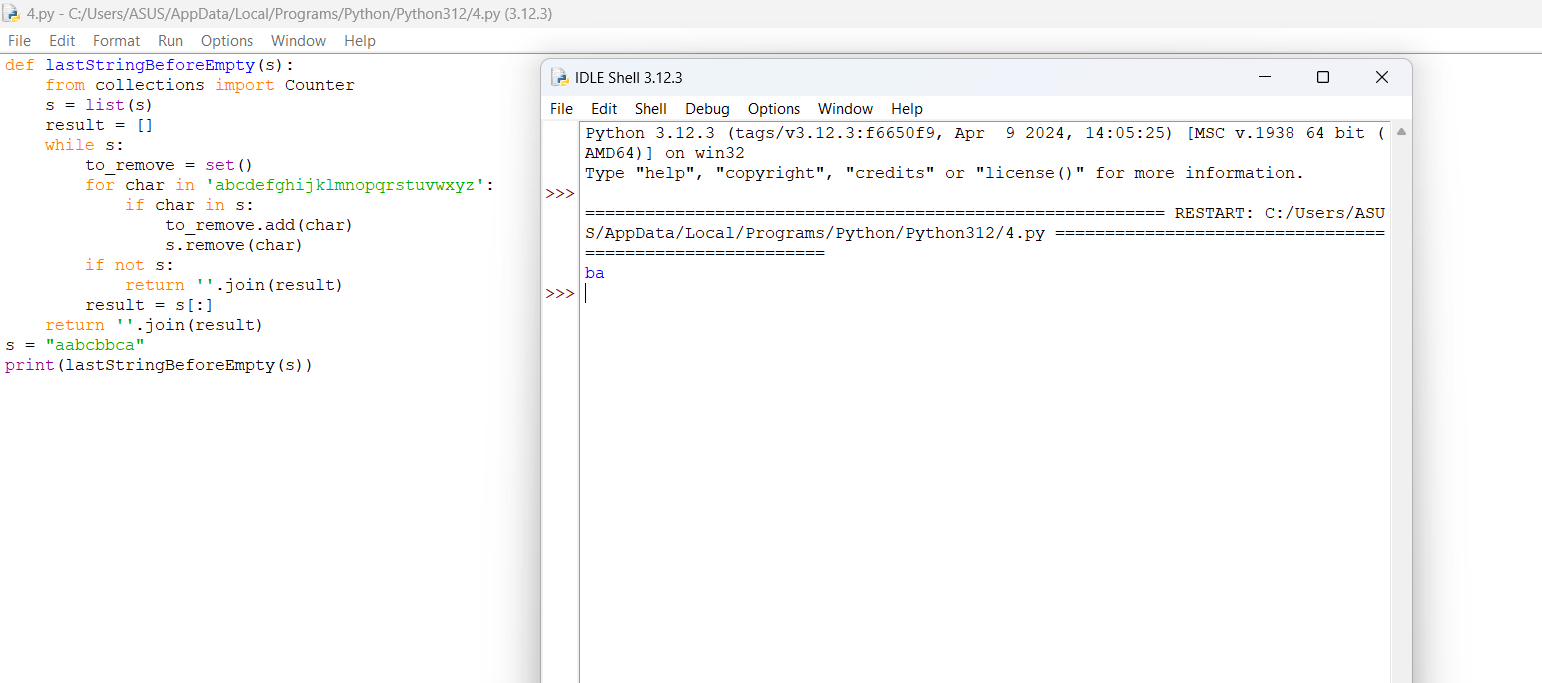 4.py - C:/Users/ASUS/AppData/Local/Programs/Python/Python312/4.py (3.12.3)
File Edit Format Run Options Window Help
def lastStringBeforeEmpty(s):
    from collections import Counter
    s = list(s)
    result = []
    while s:
        to_remove = set()
        for char in 'abcdefghijklmnopqrstuvwxyz':
            if char in s:
                to_remove.add(char)
                s.remove(char)
        if not s:
            return ''.join(result)
        result = s[:]
    return ''.join(result)
s = "aabcbbca"
print(lastStringBeforeEmpty(s))
IDLE Shell 3.12.3
File Edit Shell Debug Options Window Help
Python 3.12.3 (tags/v3.12.3:f6650f9, Apr  9 2024, 14:05:25) [MSC v.1938 64 bit (
AMD64)] on win32
Type "help", "copyright", "credits" or "license()" for more information.
>>>
========================================================== RESTART: C:/Users/ASU
S/AppData/Local/Programs/Python/Python312/4.py =================================
========================
ba
>>>